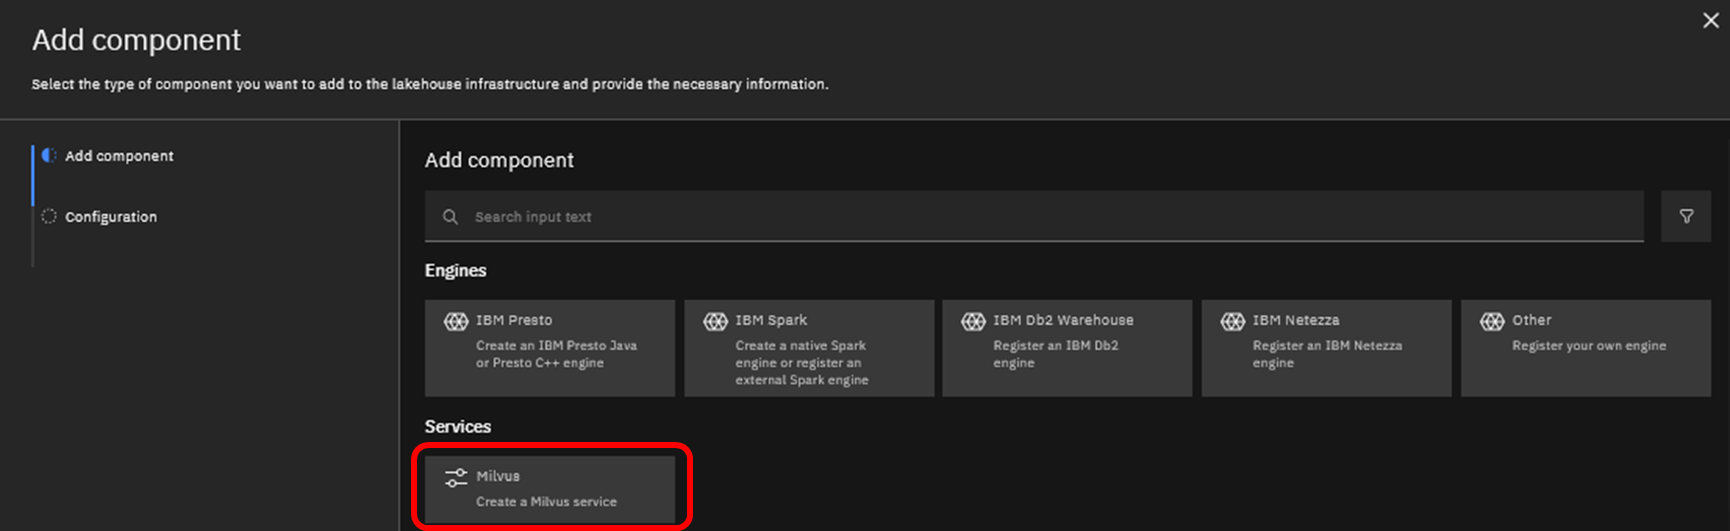 Add component
Select the type of component you want to add to the lakehouse infrastructure and provide the necessary information.
Add component
Configuration
Add component
Search input text
Engines
IBM Presto
Create an IBM Presto Java
or Presto C++ engine
IBM Spark
Create a native Spark
engine or register an
external Spark engine
IBM Db2 Warehouse
Register an IBM Db2
engine
IBM Netezza
Register an IBM Netezza
engine
Other
Register your own engine
Services
Milvus
Create a Milvus service